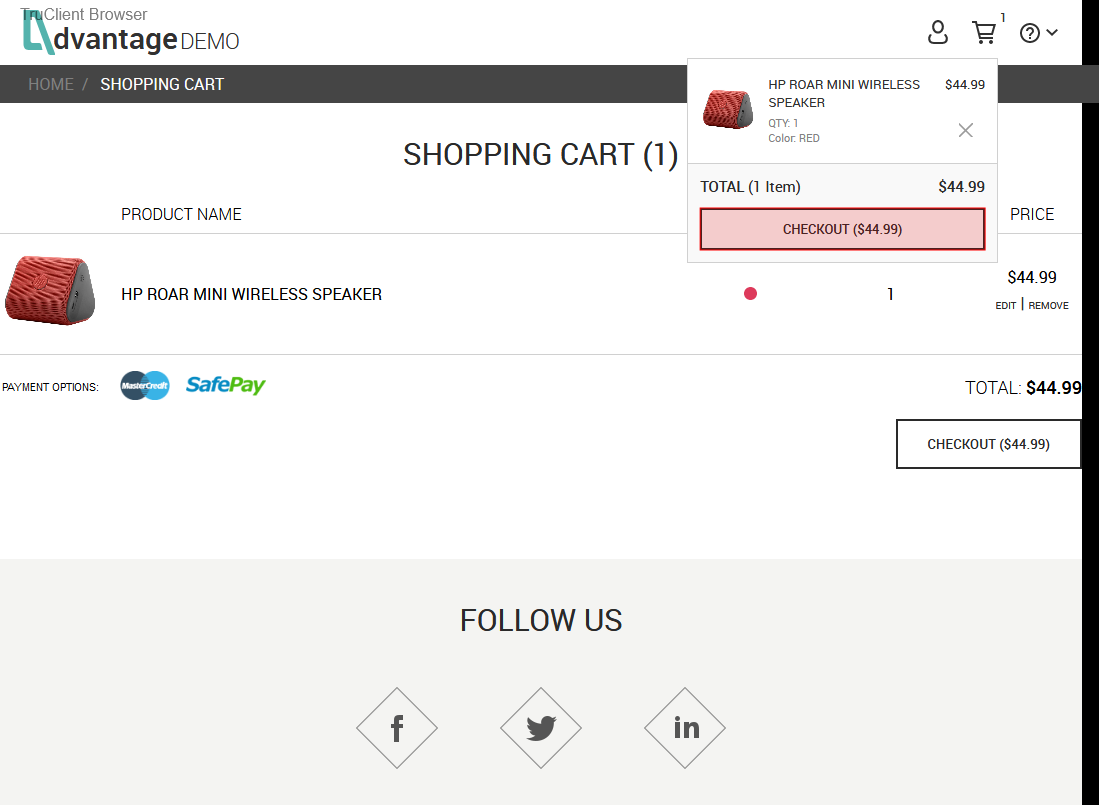 TruClient Browser
dvantage DEMO
1
HOME / SHOPPING CART
HP ROAR MINI WIRELESS SPEAKER
$44.99
QTY: 1
Color: RED
TOTAL (1 Item) $44.99
CHECKOUT ($44.99)
SHOPPING CART (1)
PRODUCT NAME
PRICE
HP ROAR MINI WIRELESS SPEAKER
1
$44.99
EDIT | REMOVE
PAYMENT OPTIONS:
MasterCredit
SafePay
TOTAL: $44.99
CHECKOUT ($44.99)
FOLLOW US
f
in